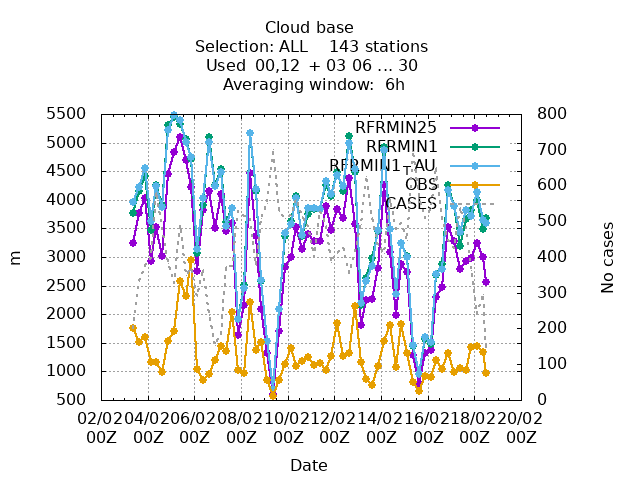 Cloud base
Selection: ALL 143 stations
Used 00,12 + 03 06 ... 30
Averaging window: 6h
5500 800
RFRMIN25
5000 700
RFRMIN1
4500 RFRMIN1_AU 600
OBS
4000 CASES
500
3500
m
3000 400
No cases
2500 300
2000
200
1500
1000 100
500 0
02/02 04/02 06/02 08/02 10/02 12/02 14/02 16/02 18/02 20/02
00Z 00Z 00Z 00Z 00Z 00Z 00Z 00Z 00Z 00Z
Date